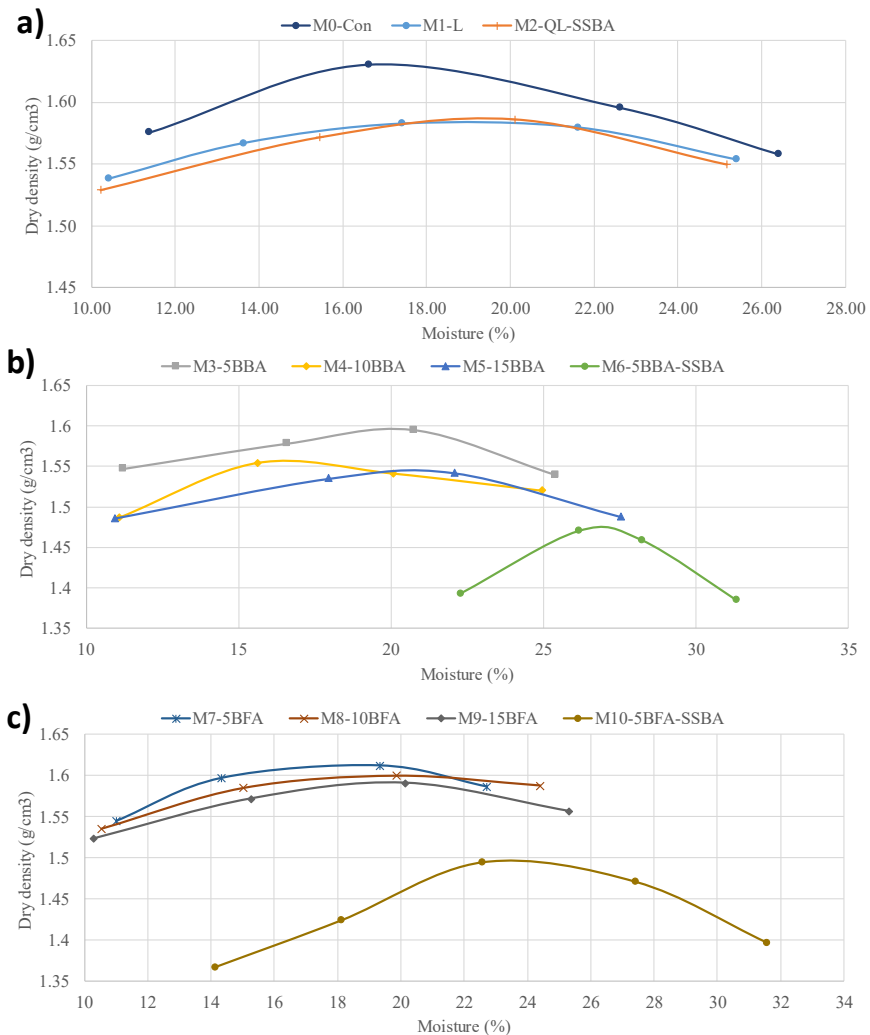 a)
M0-Con M1-L M2-QL-SSBA
1.65
1.60
1.55
1.50
1.45
Dry density (g/cm3)
10.00 12.00 14.00 16.00 18.00 20.00 22.00 24.00 26.00 28.00
Moisture (%)
b)
M3-5BBA M4-10BBA M5-15BBA M6-5BBA-SSBA
1.65
1.6
1.55
1.5
1.45
1.4
1.35
Dry density (g/cm3)
10 15 20 25 30 35
Moisture (%)
c)
M7-5BFA M8-10BFA M9-15BFA M10-5BFA-SSBA
1.65
1.6
1.55
1.5
1.45
1.4
1.35
Dry density (g/cm3)
10 12 14 16 18 20 22 24 26 28 30 32 34
Moisture (%)